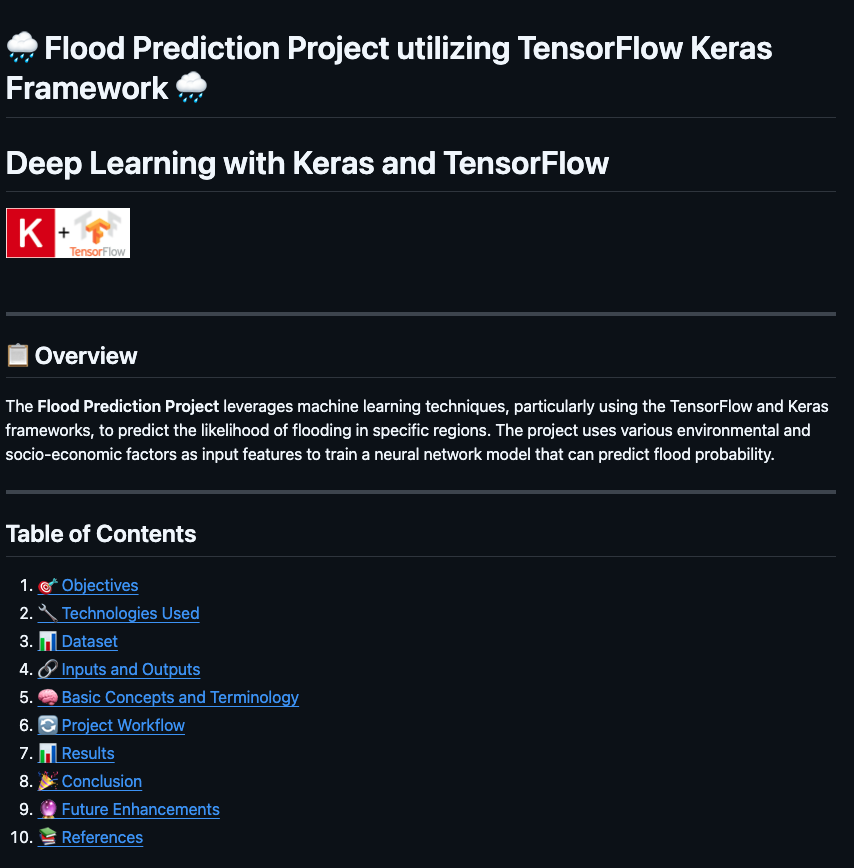 🌧️ Flood Prediction Project utilizing TensorFlow Keras
Framework 🌧️
Deep Learning with Keras and TensorFlow
K + TensorFlow
📋 Overview
The Flood Prediction Project leverages machine learning techniques, particularly using the TensorFlow and Keras
frameworks, to predict the likelihood of flooding in specific regions. The project uses various environmental and
socio-economic factors as input features to train a neural network model that can predict flood probability.
Table of Contents
1. 🎯 Objectives
2. 🔧 Technologies Used
3. 📊 Dataset
4. 🔗 Inputs and Outputs
5. 🧠 Basic Concepts and Terminology
6. 🔄 Project Workflow
7. 📊 Results
8. 🎉 Conclusion
9. 🔮 Future Enhancements
10. 📚 References